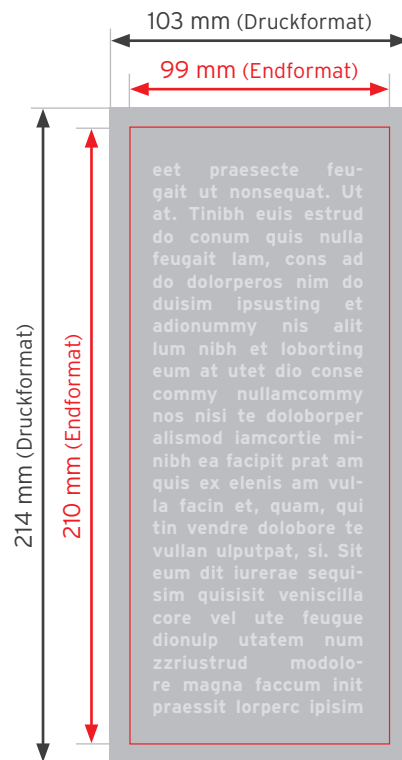 103 mm (Druckformat)
99 mm (Endformat)
214 mm (Druckformat)
210 mm (Endformat)
eet praesecte feu-
gait ut nonsequat. Ut
at. Tinibh euis estrud
do conum quis nulla
feugait lam, cons ad
do dolorperos nim do
duisim ipsusting et
adionummy nis alit
lum nibh et loborting
eum at utet dio conse
commy nullamcommy
nos nisi te doloborper
alismod iamcortie mi-
nibh ea facipit prat am
quis ex elenis am vul-
la facin et, quam, qui
tin vendre dolobore te
vullan ulputpat, si. Sit
eum dit iurerae sequi-
sim quisisit veniscilla
core vel ute feugue
dionulp utatem num
zzriustrud modolo-
re magna faccum init
praessit lorperc ipisim